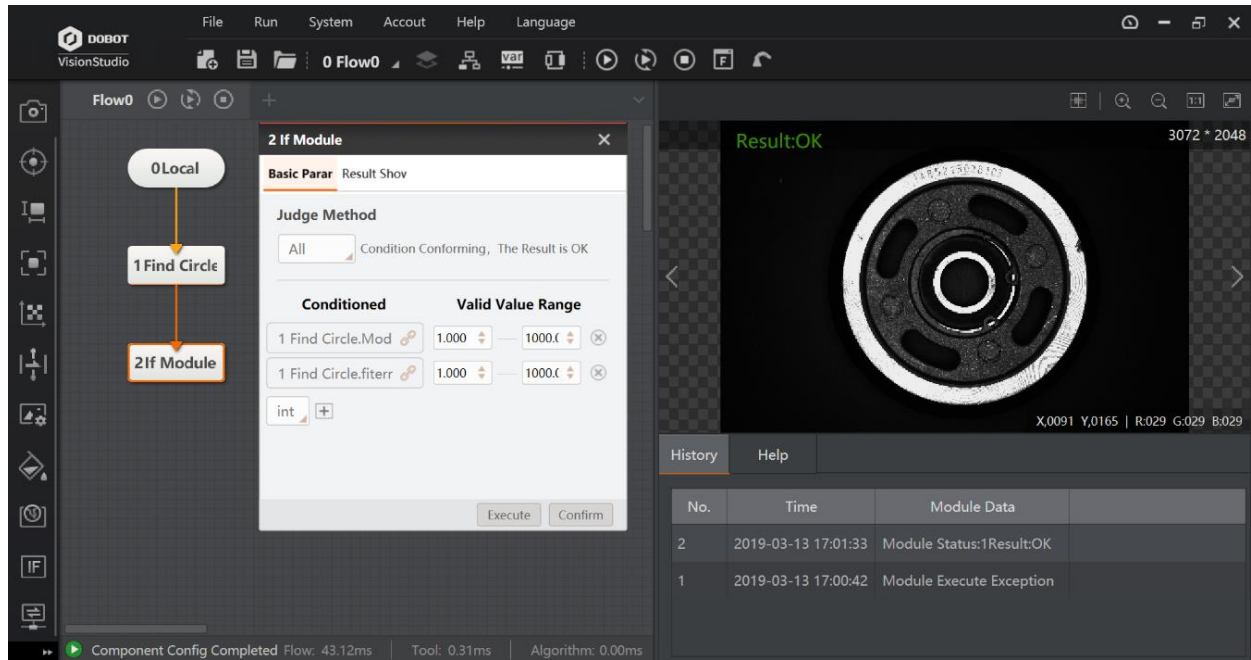 File Run System Accout Help Language
DOBOT
VisionStudio
0 Flow0
var
F
Flow0
1:1
0Local
1Find Circle
2If Module
IF
2 If Module
Basic Parar Result Shov
Judge Method
All Condition Conforming, The Result is OK
Conditioned Valid Value Range
1 Find Circle.Mod 1.000 1000.(
1 Find Circle.fiterr 1.000 1000.(
int
Execute Confirm
Result:OK
3072 * 2048
X,0091 Y,0165 | R:029 G:029 B:029
History Help
No. Time Module Data
2 2019-03-13 17:01:33 Module Status:1Result:OK
1 2019-03-13 17:00:42 Module Execute Exception
Component Config Completed Flow: 43.12ms Tool: 0.31ms Algorithm: 0.00ms